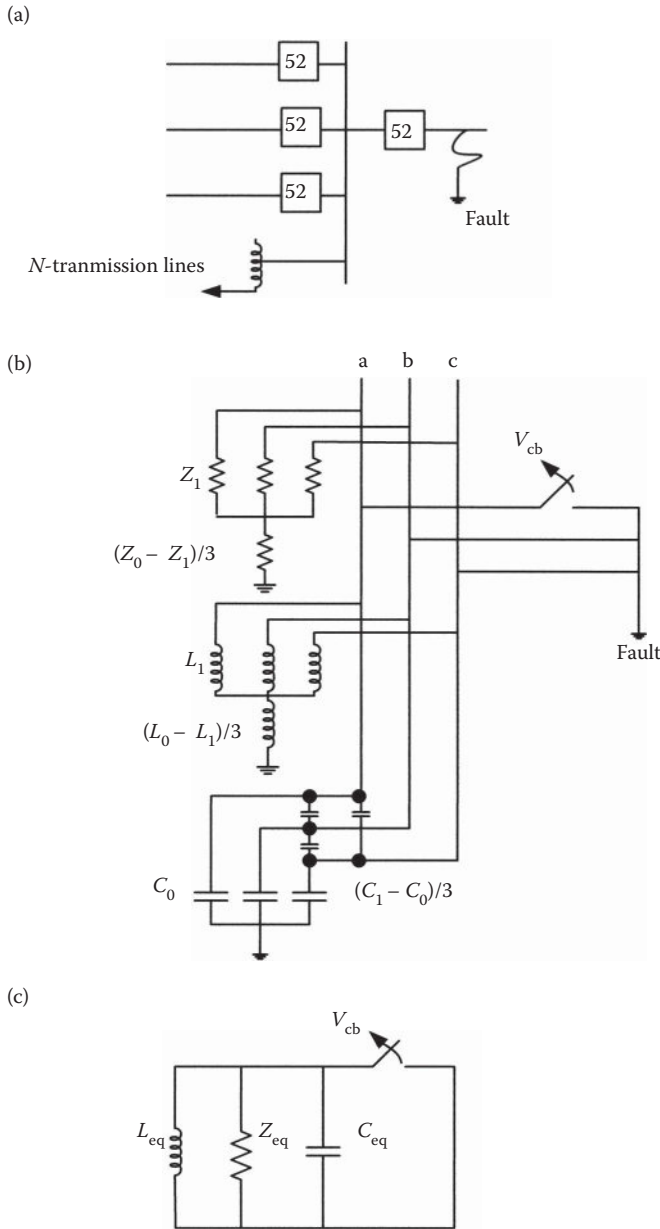 (a)
52
52
52
52
Fault
N-tranmission lines
(b)
a b c
V_cb
Z_1
(Z_0 – Z_1)/3
L_1
Fault
(L_0 – L_1)/3
C_0
(C_1 – C_0)/3
(c)
V_cb
L_eq
Z_eq
C_eq